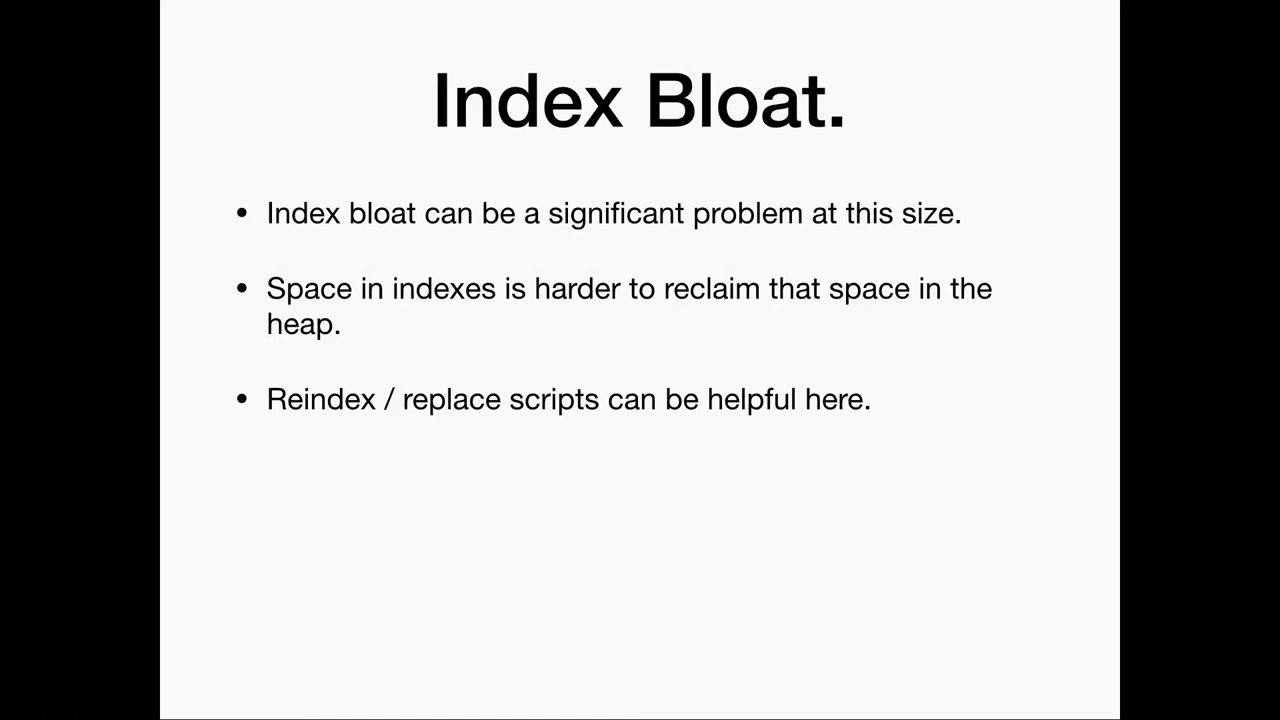 Index Bloat.
• Index bloat can be a significant problem at this size.
• Space in indexes is harder to reclaim that space in the
heap.
• Reindex / replace scripts can be helpful here.